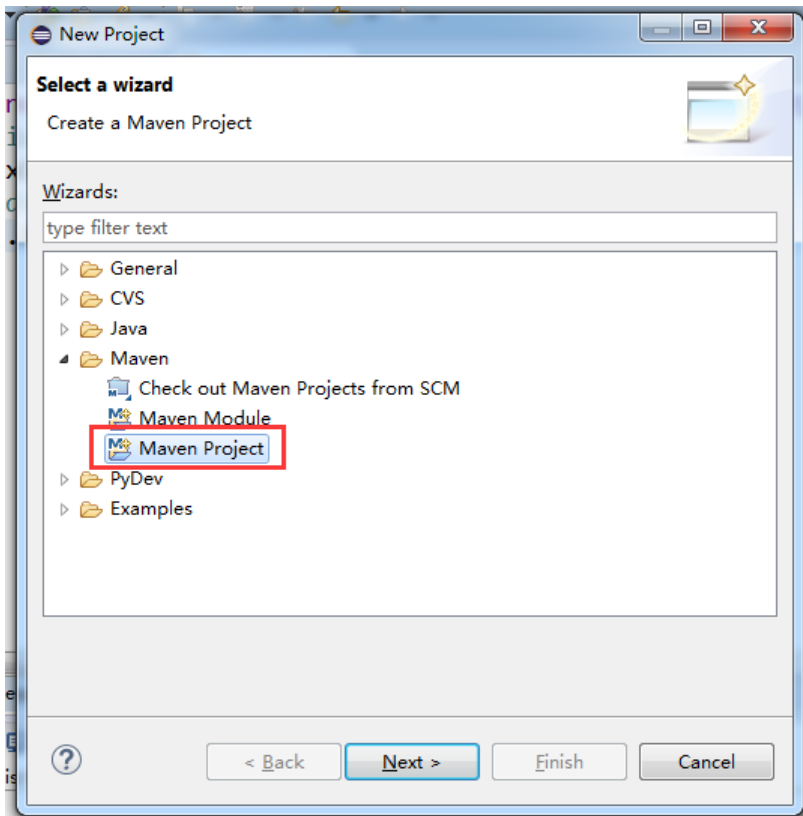 New Project
Select a wizard
Create a Maven Project
Wizards:
type filter text
General
CVS
Java
Maven
Check out Maven Projects from SCM
Maven Module
Maven Project
PyDev
Examples
< Back
Next >
Finish
Cancel